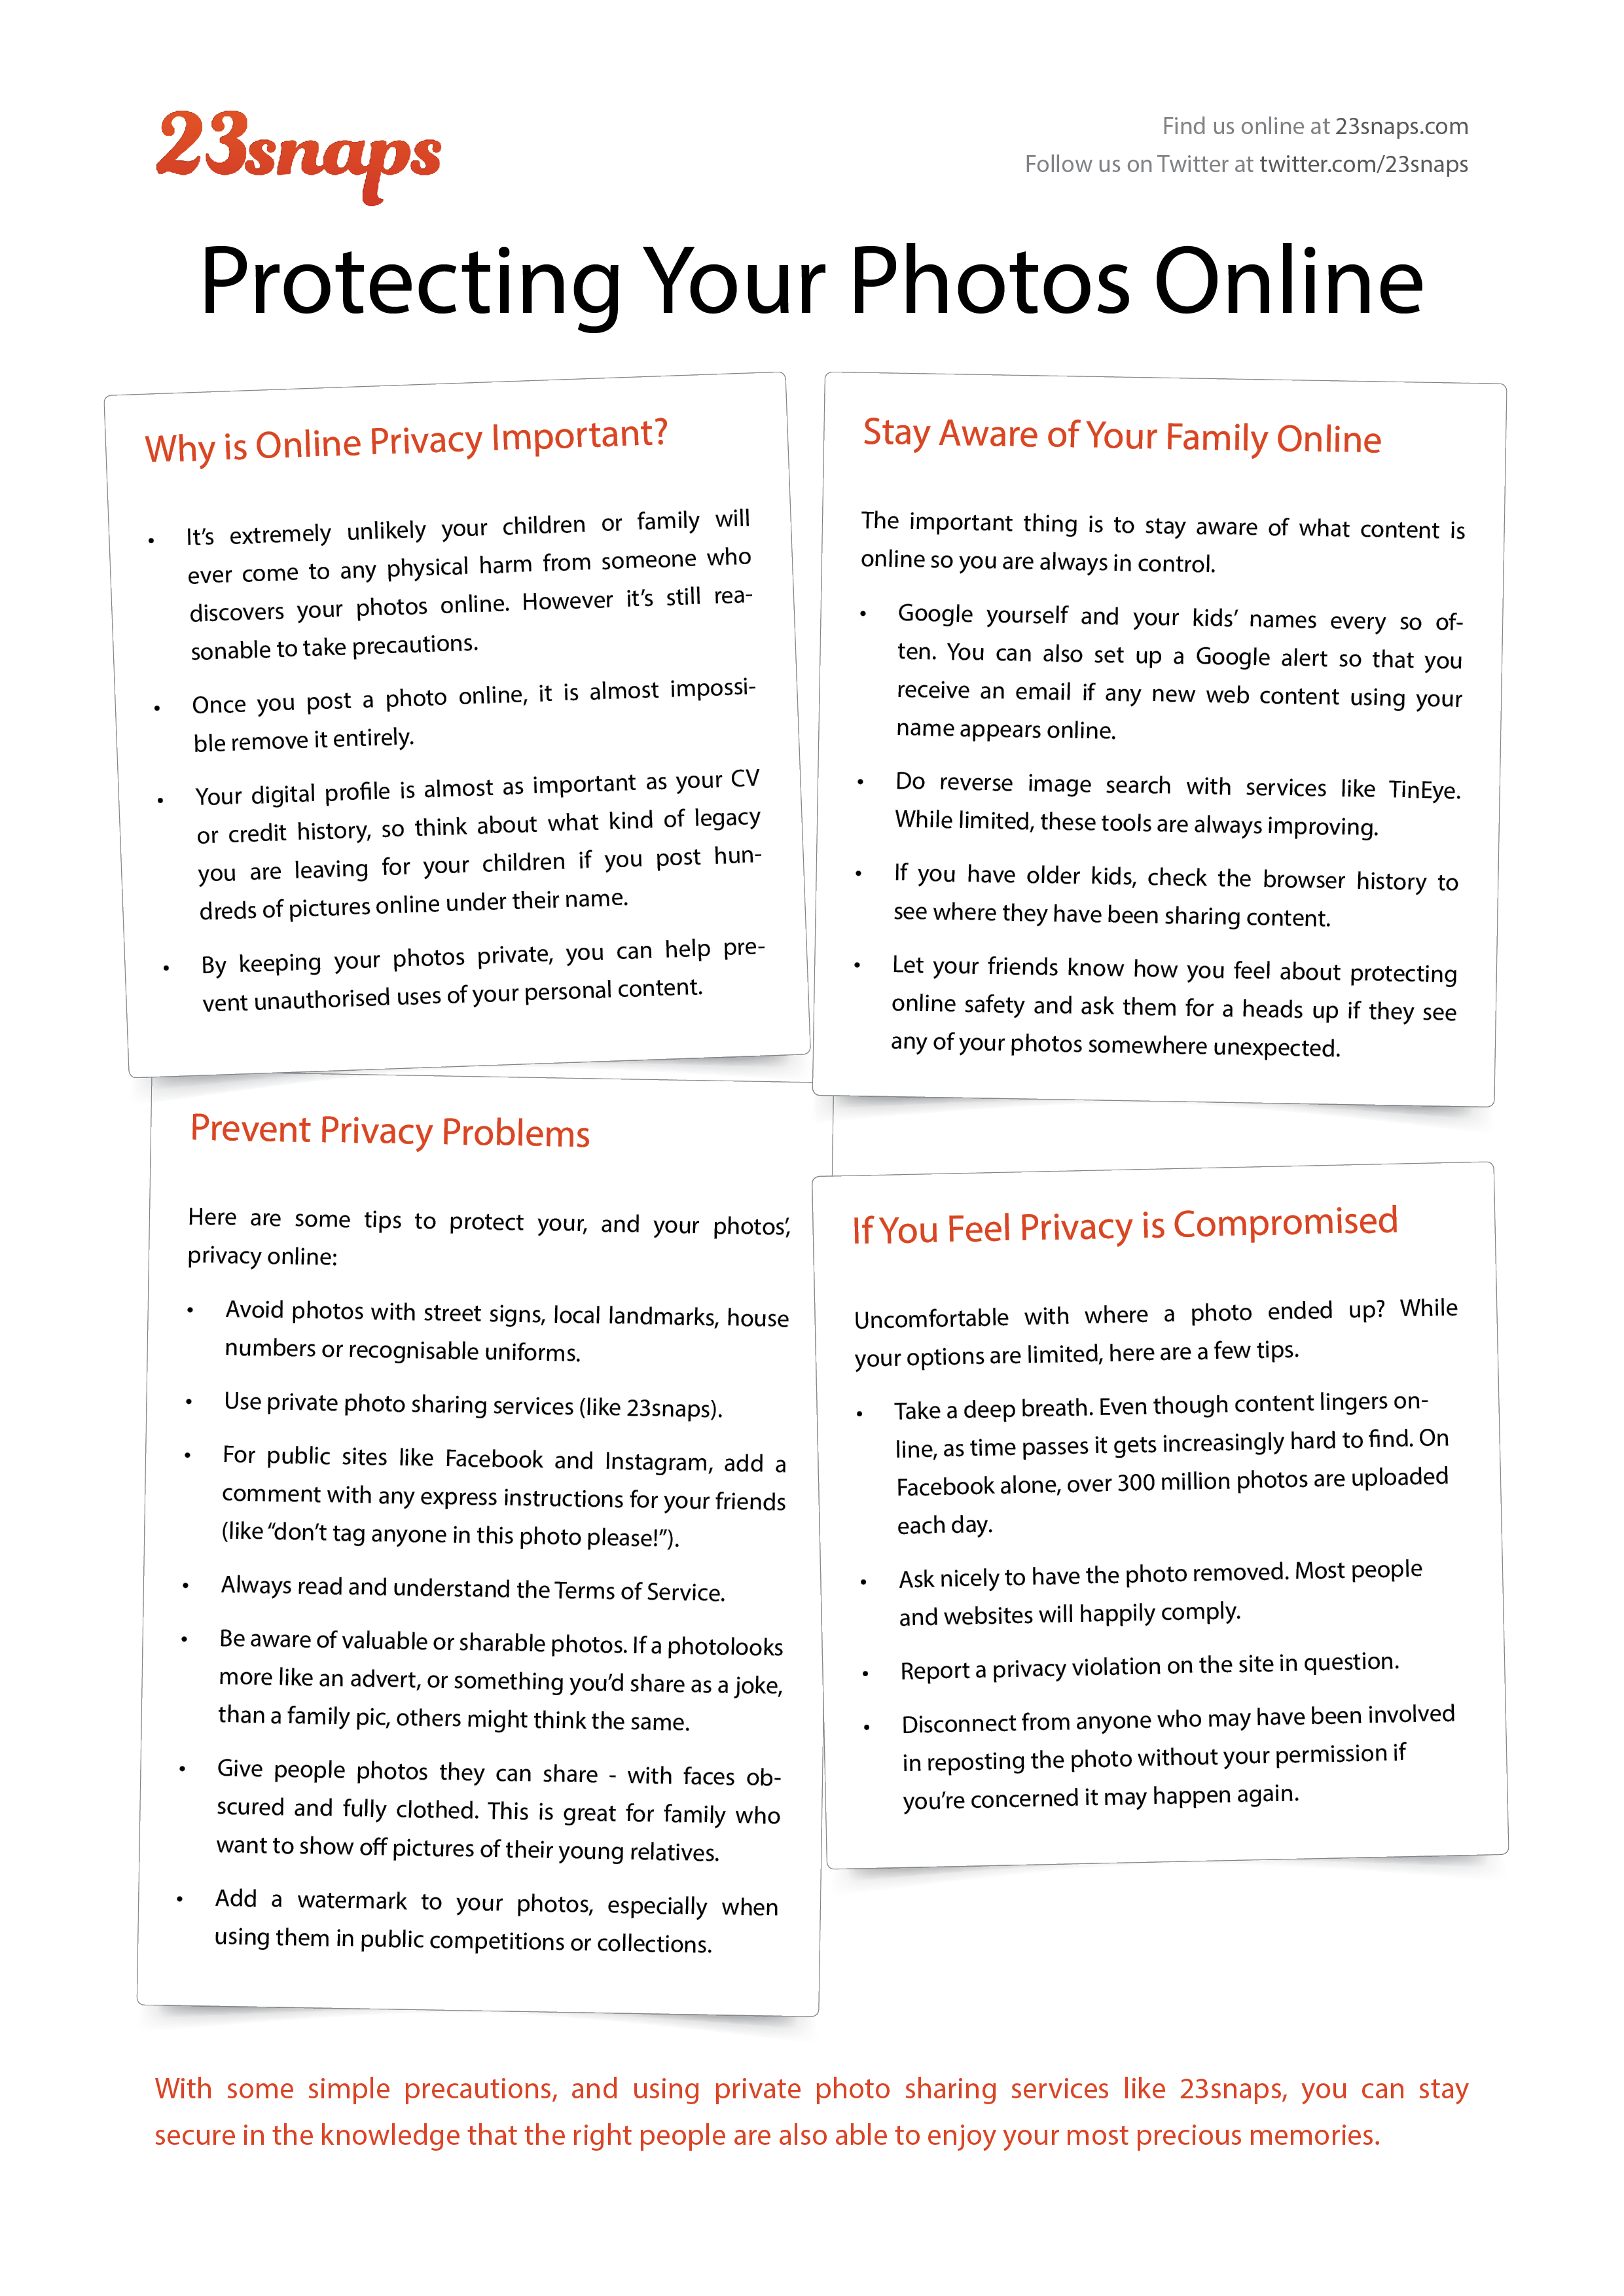 23snaps
Find us online at 23snaps.com
Follow us on Twitter at twitter.com/23snaps
Protecting Your Photos Online
Why is Online Privacy Important?
• It's extremely unlikely your children or family will
ever come to any physical harm from someone who
discovers your photos online. However it's still rea-
sonable to take precautions.
• Once you post a photo online, it is almost impossi-
ble remove it entirely.
• Your digital profile is almost as important as your CV
or credit history, so think about what kind of legacy
you are leaving for your children if you post hun-
dreds of pictures online under their name.
• By keeping your photos private, you can help pre-
vent unauthorised uses of your personal content.
Stay Aware of Your Family Online
The important thing is to stay aware of what content is
online so you are always in control.
• Google yourself and your kids' names every so of-
ten. You can also set up a Google alert so that you
receive an email if any new web content using your
name appears online.
• Do reverse image search with services like TinEye.
While limited, these tools are always improving.
• If you have older kids, check the browser history to
see where they have been sharing content.
• Let your friends know how you feel about protecting
online safety and ask them for a heads up if they see
any of your photos somewhere unexpected.
Prevent Privacy Problems
Here are some tips to protect your, and your photos',
privacy online:
• Avoid photos with street signs, local landmarks, house
numbers or recognisable uniforms.
• Use private photo sharing services (like 23snaps).
• For public sites like Facebook and Instagram, add a
comment with any express instructions for your friends
(like "don't tag anyone in this photo please!").
• Always read and understand the Terms of Service.
• Be aware of valuable or sharable photos. If a photolooks
more like an advert, or something you'd share as a joke,
than a family pic, others might think the same.
• Give people photos they can share - with faces ob-
scured and fully clothed. This is great for family who
want to show off pictures of their young relatives.
• Add a watermark to your photos, especially when
using them in public competitions or collections.
If You Feel Privacy is Compromised
Uncomfortable with where a photo ended up? While
your options are limited, here are a few tips.
• Take a deep breath. Even though content lingers on-
line, as time passes it gets increasingly hard to find. On
Facebook alone, over 300 million photos are uploaded
each day.
• Ask nicely to have the photo removed. Most people
and websites will happily comply.
• Report a privacy violation on the site in question.
• Disconnect from anyone who may have been involved
in reposting the photo without your permission if
you're concerned it may happen again.
With some simple precautions, and using private photo sharing services like 23snaps, you can stay
secure in the knowledge that the right people are also able to enjoy your most precious memories.